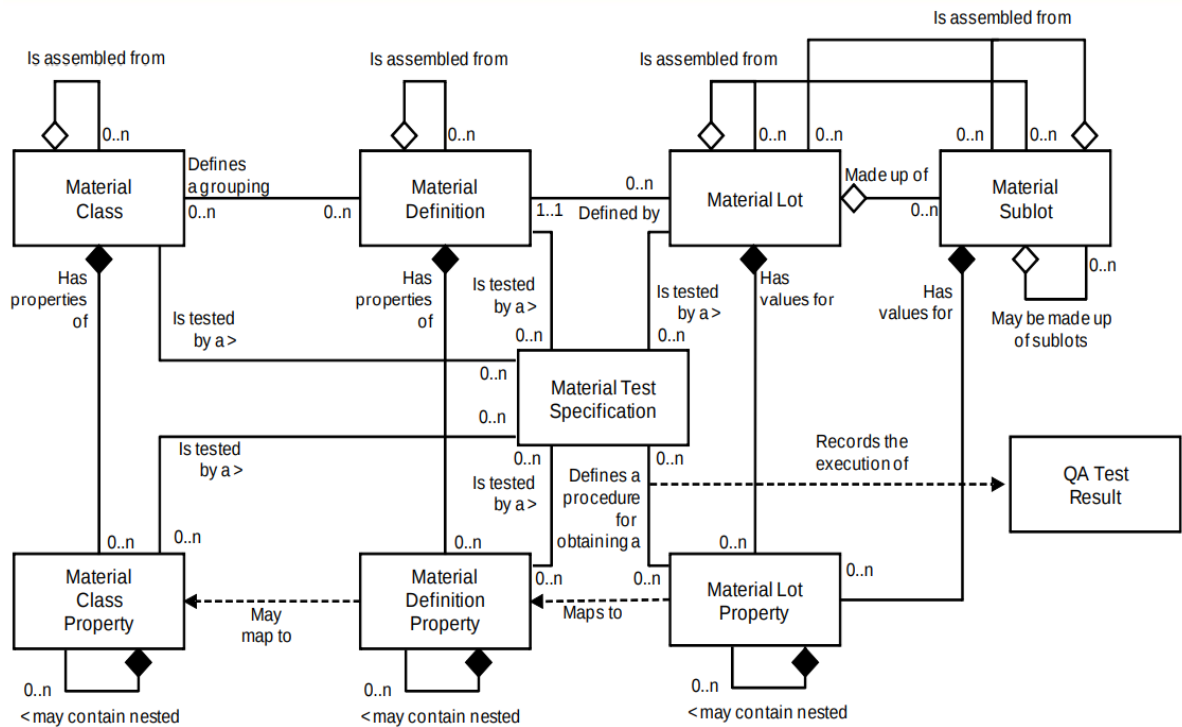 Is assembled from
Is assembled from
Is assembled from
Is assembled from
0..n
0..n
0..n
0..n
0..n
0..n
Material
Class
Defines
a grouping
0..n
0..n
Material
Definition
0..n
1..1
Defined by
Material Lot
Made up of
0..n
Material
Sublot
Has
properties
of
Is tested
by a >
Has
properties
of
Is tested
by a >
0..n
Is tested
by a >
0..n
Has
values for
Has
values for
0..n
May be made up
of sublots
0..n
Material Test
Specification
0..n
Is tested
by a >
0..n
Is tested
by a >
0..n
Defines a
procedure
for
obtaining a
Records the
execution of
QA Test
Result
0..n
0..n
0..n
0..n
0..n
0..n
0..n
Material
Class
Property
May
map to
Material
Definition
Property
Maps to
Material Lot
Property
0..n
0..n
0..n
< may contain nested
< may contain nested
< may contain nested